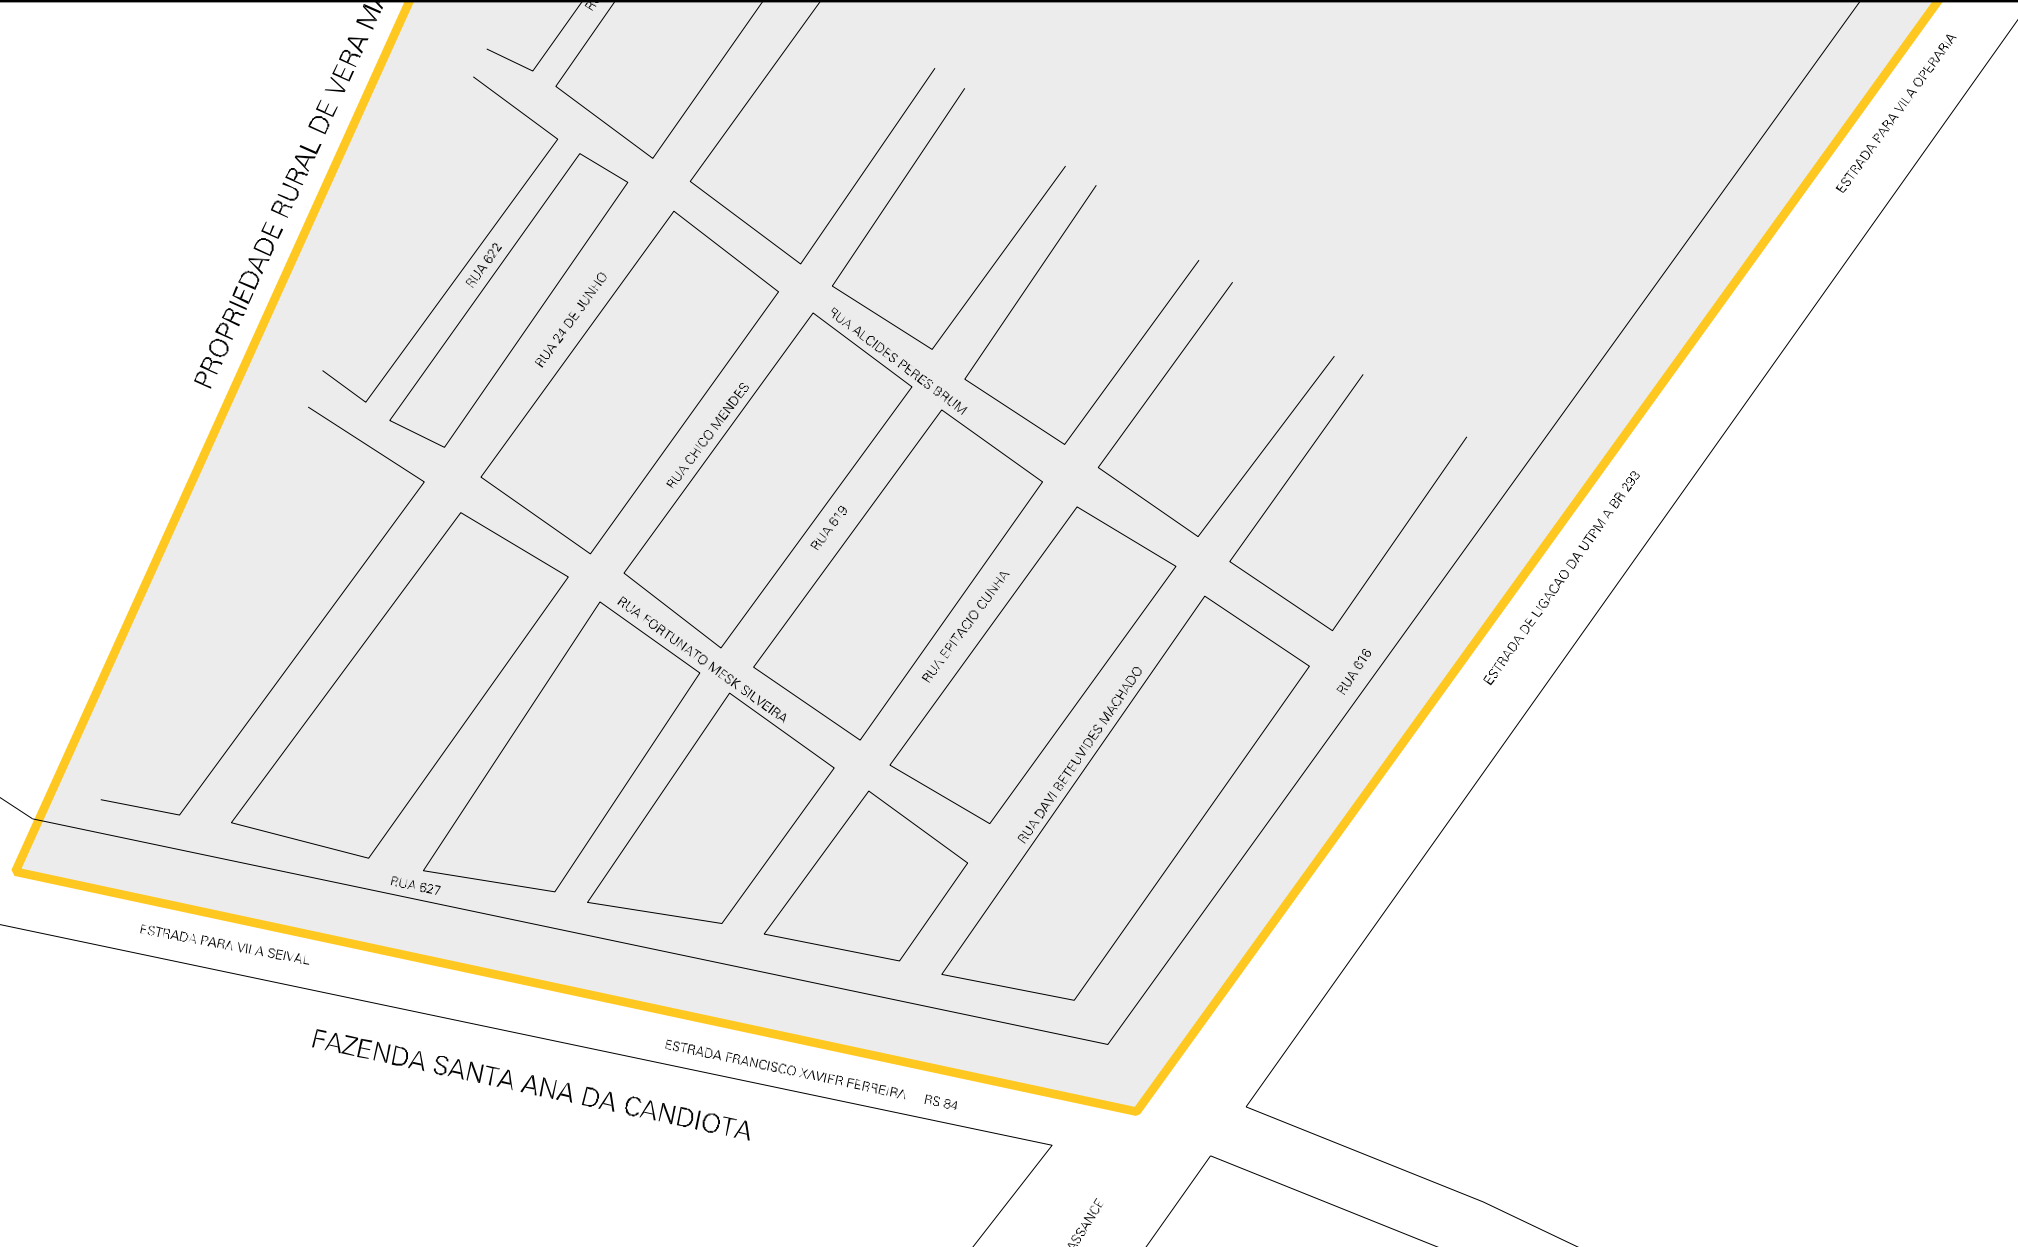 PROPRIEDADE RURAL DE VERA
ESTRADA PARA VILA OPERARIA
RUA 622
RUA 24 DE JUNHO
RUA ALCIDES PERES BRUM
RUA CHICO MENDES
RUA 619
ESTRADA DE LIGACAO DA UTPM A BR 293
RUA EPITACIO CUNHA
RUA FORTUNATO MESK SILVEIRA
RUA 616
RUA DAVI BETEUVIDES MACHADO
RUA 627
ESTRADA PARA VILA SEIVAL
ESTRADA FRANCISCO XAVIER FERREIRA RS 84
FAZENDA SANTA ANA DA CANDIOTA